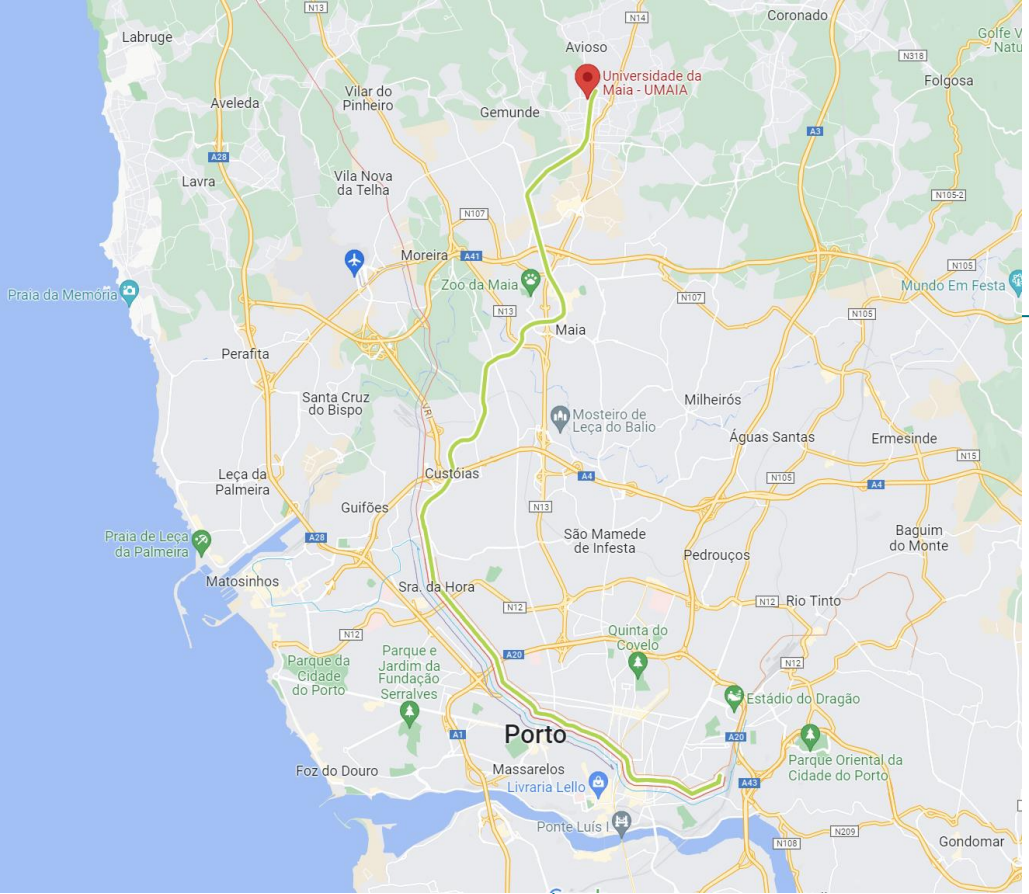 N13
Coronado
N14
Labruge
Golfe V
Natu
Avioso
N318
Universidade da
Maia - UMAIA
Folgosa
Vilar do
Pinheiro
Aveleda
Gemunde
A3
A28
Vila Nova
da Telha
Lavra
N105-2
N107
Moreira
A41
N105
Zoo da Maia
Mundo Em Festa
Praia da Memória
N107
N13
N105
Maia
Perafita
Santa Cruz
do Bispo
VRI
Milheirós
Mosteiro de
Leça do Balio
Águas Santas
Ermesinde
N15
Custóias
Leça da
Palmeira
A4
N105
A4
Guifões
N13
Praia de Leça
da Palmeira
A28
São Mamede
de Infesta
Baguim
do Monte
Pedrouços
Matosinhos
Sra. da Hora
N12
N12
Rio Tinto
N12
Quinta do
Covelo
Parque e
Jardim da
Fundação
Serralves
A20
Parque da
Cidade
do Porto
N12
Estádio do Dragão
A1
Porto
A20
Parque Oriental da
Cidade do Porto
Foz do Douro
Massarelos
Livraria Lello
A43
Ponte Luís I
N209
N108
Gondomar